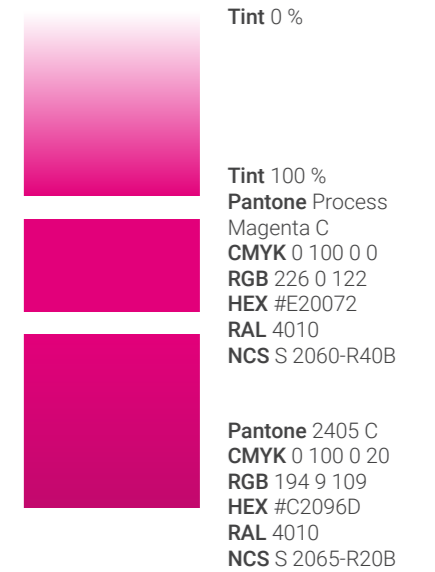 Tint 0 %
Tint 100 %
Pantone Process
Magenta C
CMYK 0 100 0 0
RGB 226 0 122
HEX #E20072
RAL 4010
NCS S 2060-R40B
Pantone 2405 C
CMYK 0 100 0 20
RGB 194 9 109
HEX #C2096D
RAL 4010
NCS S 2065-R20B